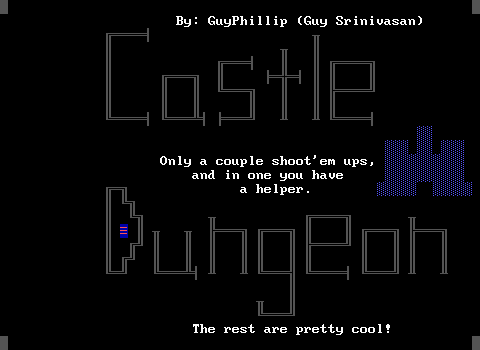 By: GuyPhillip (Guy Srinivasan)
Castle
Only a couple shoot'em ups,
and in one you have
a helper.
Dungeon
The rest are pretty cool!